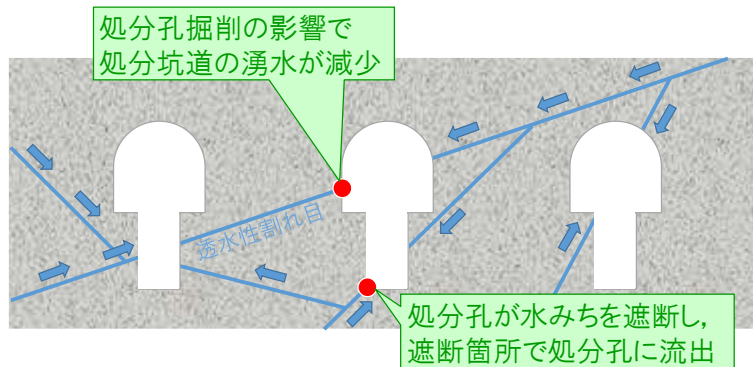 処分孔掘削の影響で
処分坑道の湧水が減少
透水性割れ目
処分孔が水みちを遮断し,
遮断箇所で処分孔に流出